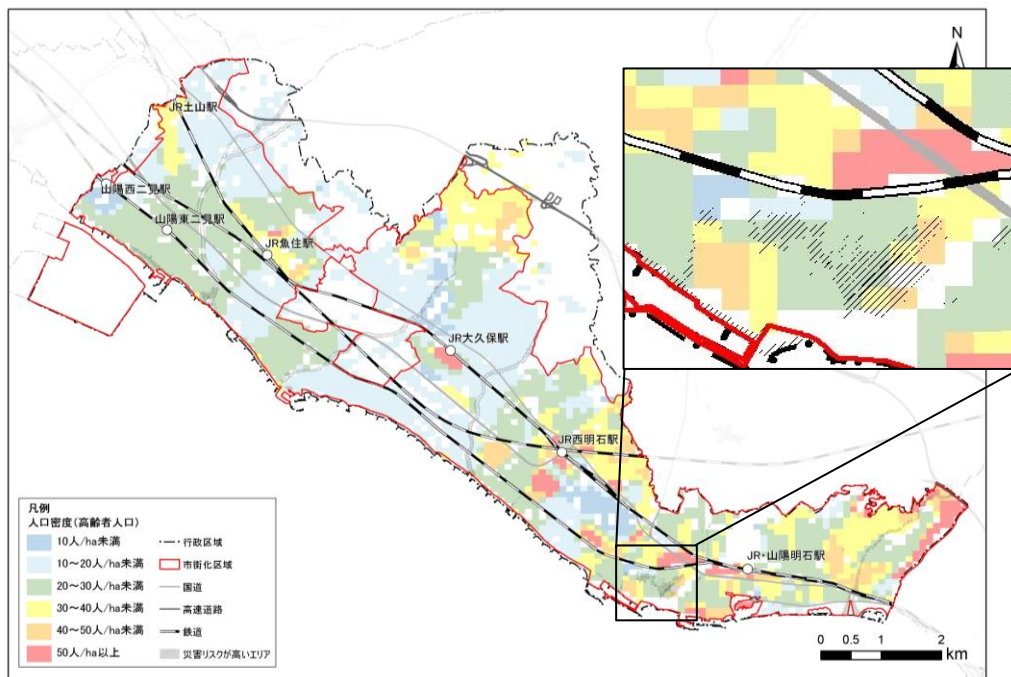 N
JR土山駅
山陽西二見駅
山陽東二見駅
JR魚住駅
JR大久保駅
JR西明石駅
JR・山陽明石駅
凡例
人口密度(高齢者人口)
10人/ha未満
10～20人/ha未満
20～30人/ha未満
30～40人/ha未満
40～50人/ha未満
50人/ha以上
行政区域
市街化区域
国道
高速道路
鉄道
災害リスクが高いエリア
0 0.5 1 2
km